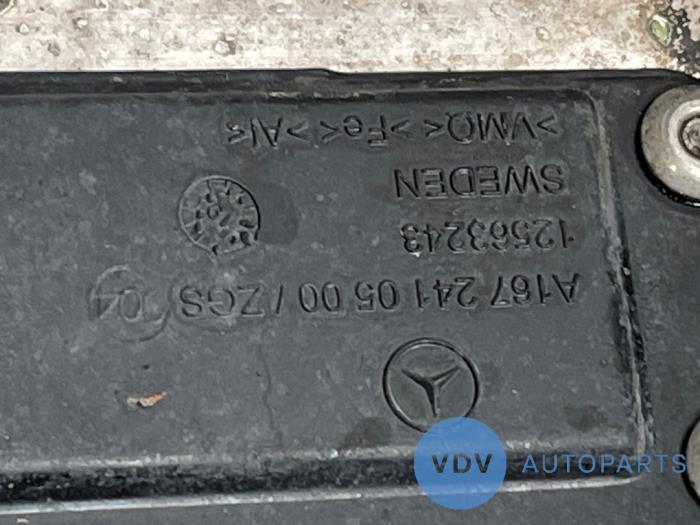 A167 241 05 00 / ZGS 04
12563243
SWEDEN
>VMQ< >Fe< >Al<
VDV AUTOPARTS